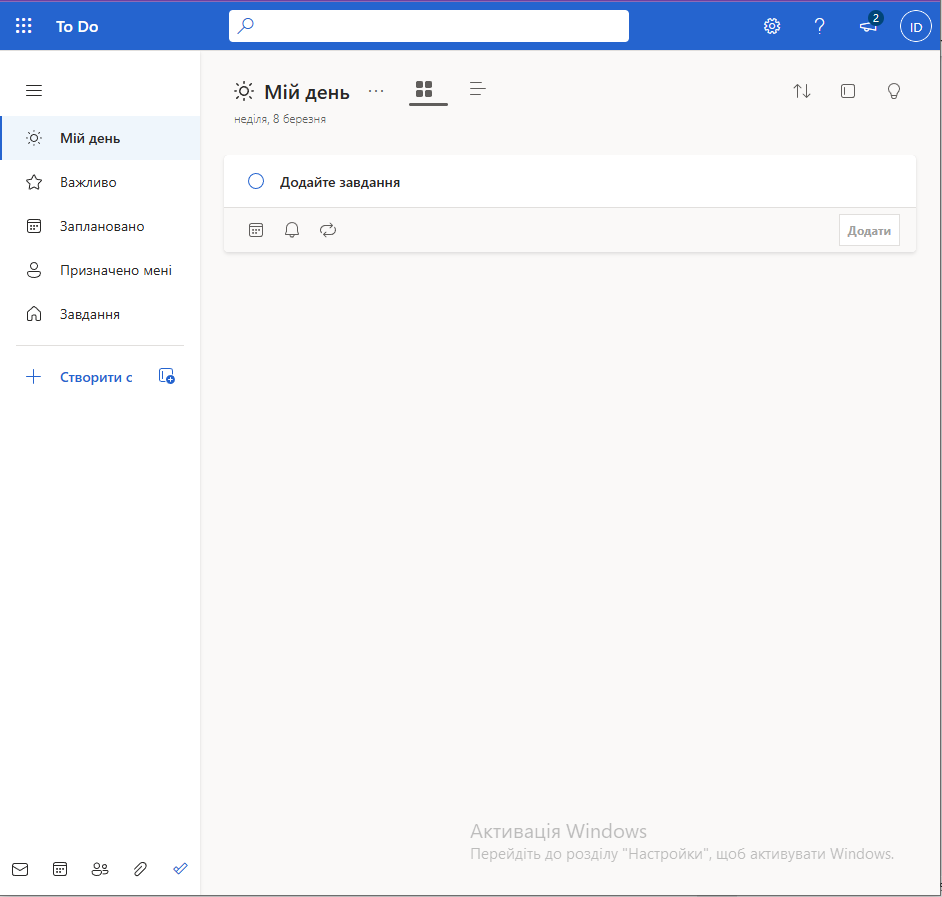 To Do
2
ID
Мій день
неділя, 8 березня
Мій день
Важливо
Заплановано
Призначено мені
Завдання
Створити с
Додайте завдання
Додати
Активація Windows
Перейдіть до розділу "Настройки", щоб активувати Windows.